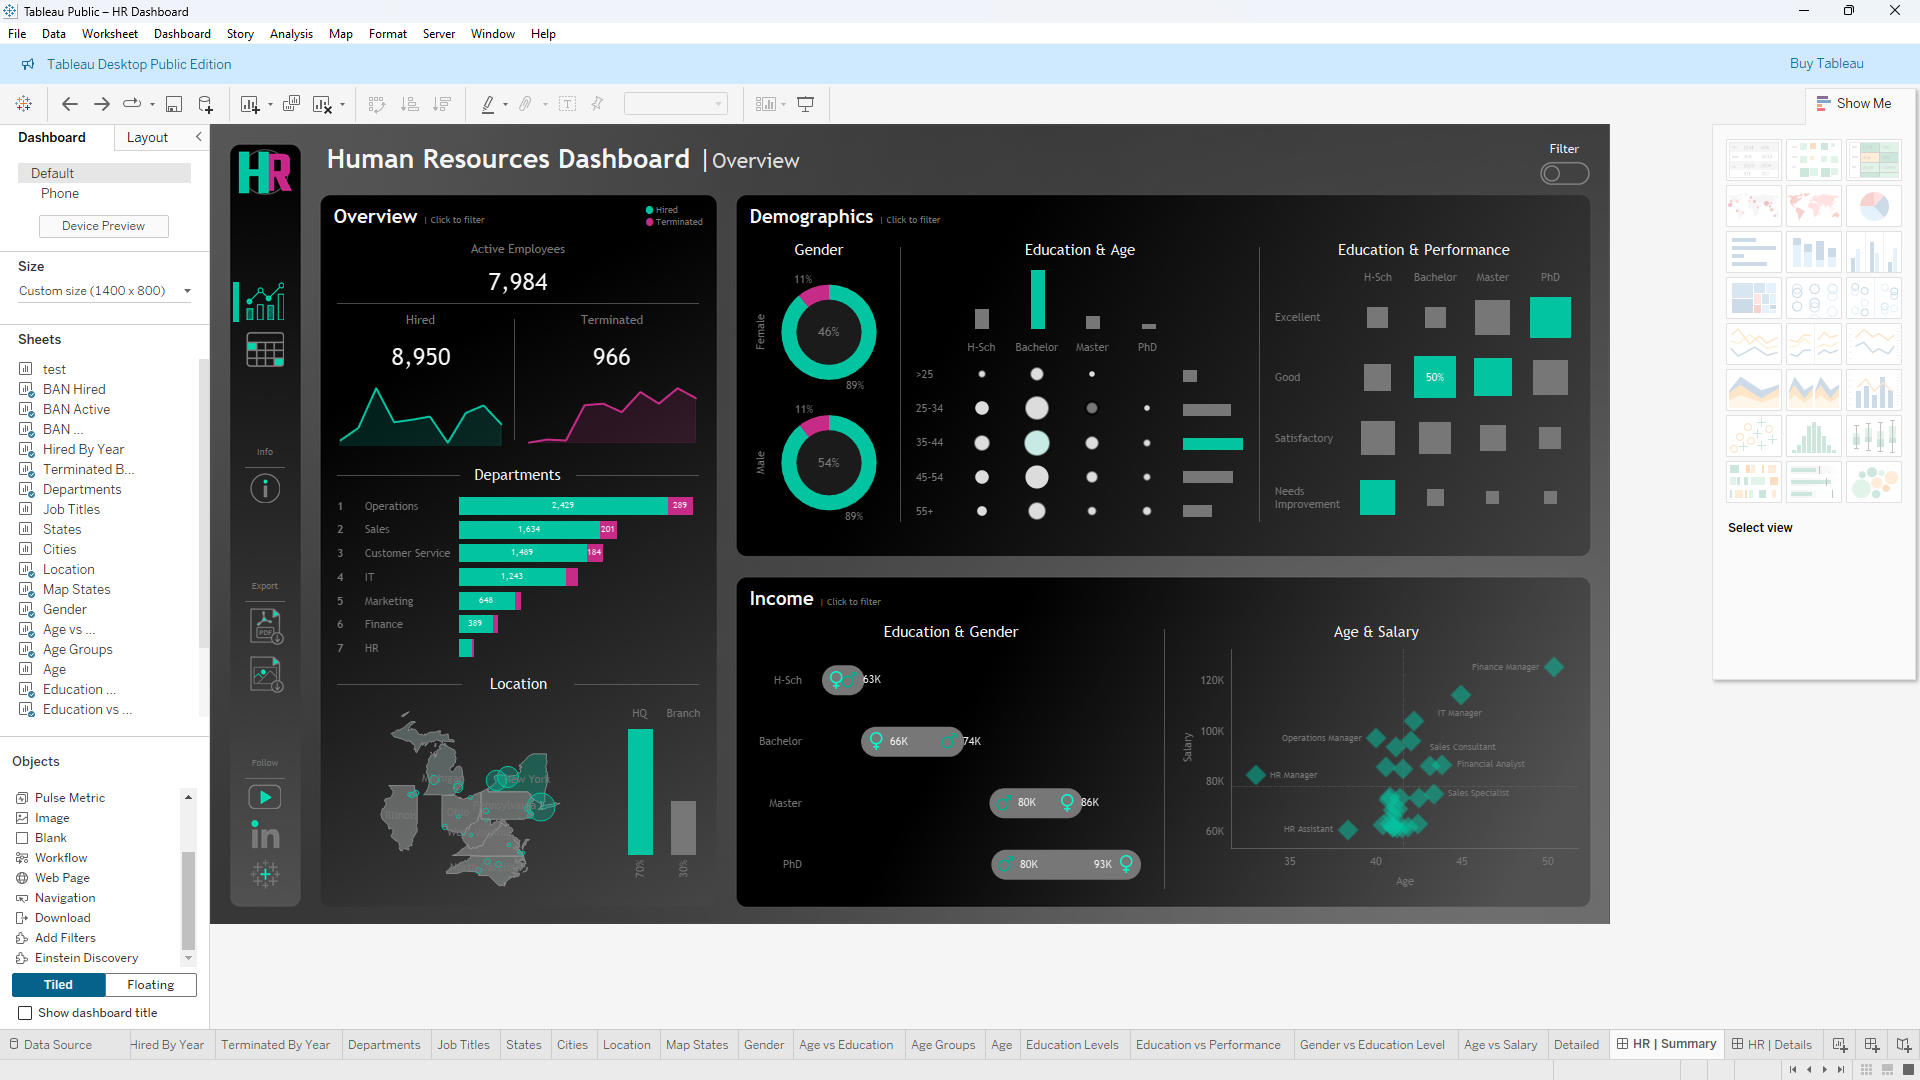 Tableau Public – HR Dashboard
File Data Worksheet Dashboard Story Analysis Map Format Server Window Help
Tableau Desktop Public Edition
Buy Tableau
Show Me
Dashboard
Layout
Default
Phone
Device Preview
Size
Custom size (1400 x 800)
Sheets
test
BAN Hired
BAN Active
BAN ...
Hired By Year
Terminated B...
Departments
Job Titles
States
Cities
Location
Map States
Gender
Age vs ...
Age Groups
Age
Education ...
Education vs ...
Objects
Pulse Metric
Image
Blank
Workflow
Web Page
Navigation
Download
Add Filters
Einstein Discovery
Tiled
Floating
Show dashboard title
HR
Info
Export
PDF
Follow
in
Human Resources Dashboard | Overview
Filter
Overview | Click to filter
Hired
Terminated
Active Employees
7,984
Hired
Terminated
8,950
966
Departments
1 Operations 2,429 289
2 Sales 1,634 201
3 Customer Service 1,489 184
4 IT 1,243
5 Marketing 648
6 Finance 389
7 HR
Location
HQ Branch
Michigan
New York
Illinois
Ohio
Pennsylvania
70% 30%
Demographics | Click to filter
Gender
11%
Female
46%
89%
11%
Male
54%
89%
Education & Age
H-Sch Bachelor Master PhD
>25
25-34
35-44
45-54
55+
Education & Performance
H-Sch Bachelor Master PhD
Excellent
Good
50%
Satisfactory
Needs
Improvement
Income | Click to filter
Education & Gender
H-Sch 63K
Bachelor 66K 74K
Master 80K 86K
PhD 80K 93K
Age & Salary
Salary
120K
100K
80K
60K
Finance Manager
IT Manager
Operations Manager
Sales Consultant
Financial Analyst
HR Manager
Sales Specialist
HR Assistant
35 40 45 50
Age
Select view
Data Source
Hired By Year
Terminated By Year
Departments
Job Titles
States
Cities
Location
Map States
Gender
Age vs Education
Age Groups
Age
Education Levels
Education vs Performance
Gender vs Education Level
Age vs Salary
Detailed
HR | Summary
HR | Details